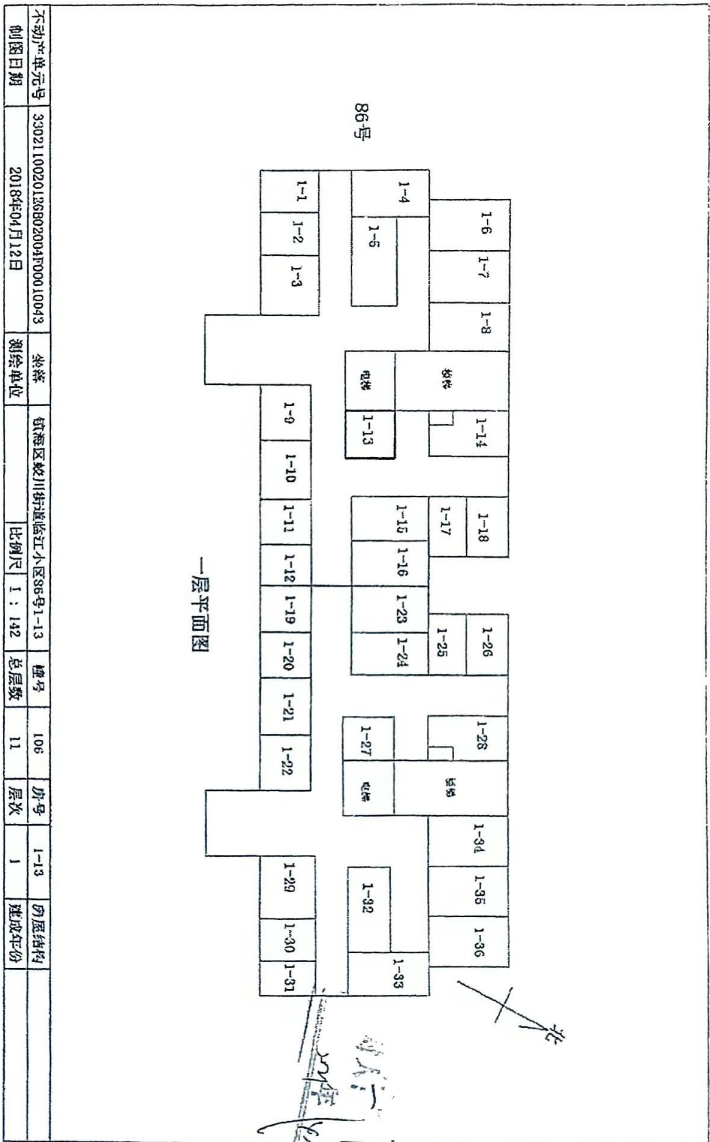 不动产单元号 330211002012GB02004F00010043 坐落 镇海区蛟川街道临江小区86号1-13 幢号 106 房号 1-13 房屋结构
制图日期 2018年04月12日 测绘单位 比例尺 1：142 总层数 11 层次 1 建成年份
86号
1-6 1-7 1-8 楼梯 1-14 1-18 1-26 1-28 楼梯 1-34 1-35 1-36
1-17 1-25
1-4 1-5 电梯 1-13 1-15 1-16 1-23 1-24 1-27 电梯 1-32 1-33
1-1 1-2 1-3 1-9 1-10 1-11 1-12 1-19 1-20 1-21 1-22 1-29 1-30 1-31
北
一层平面图